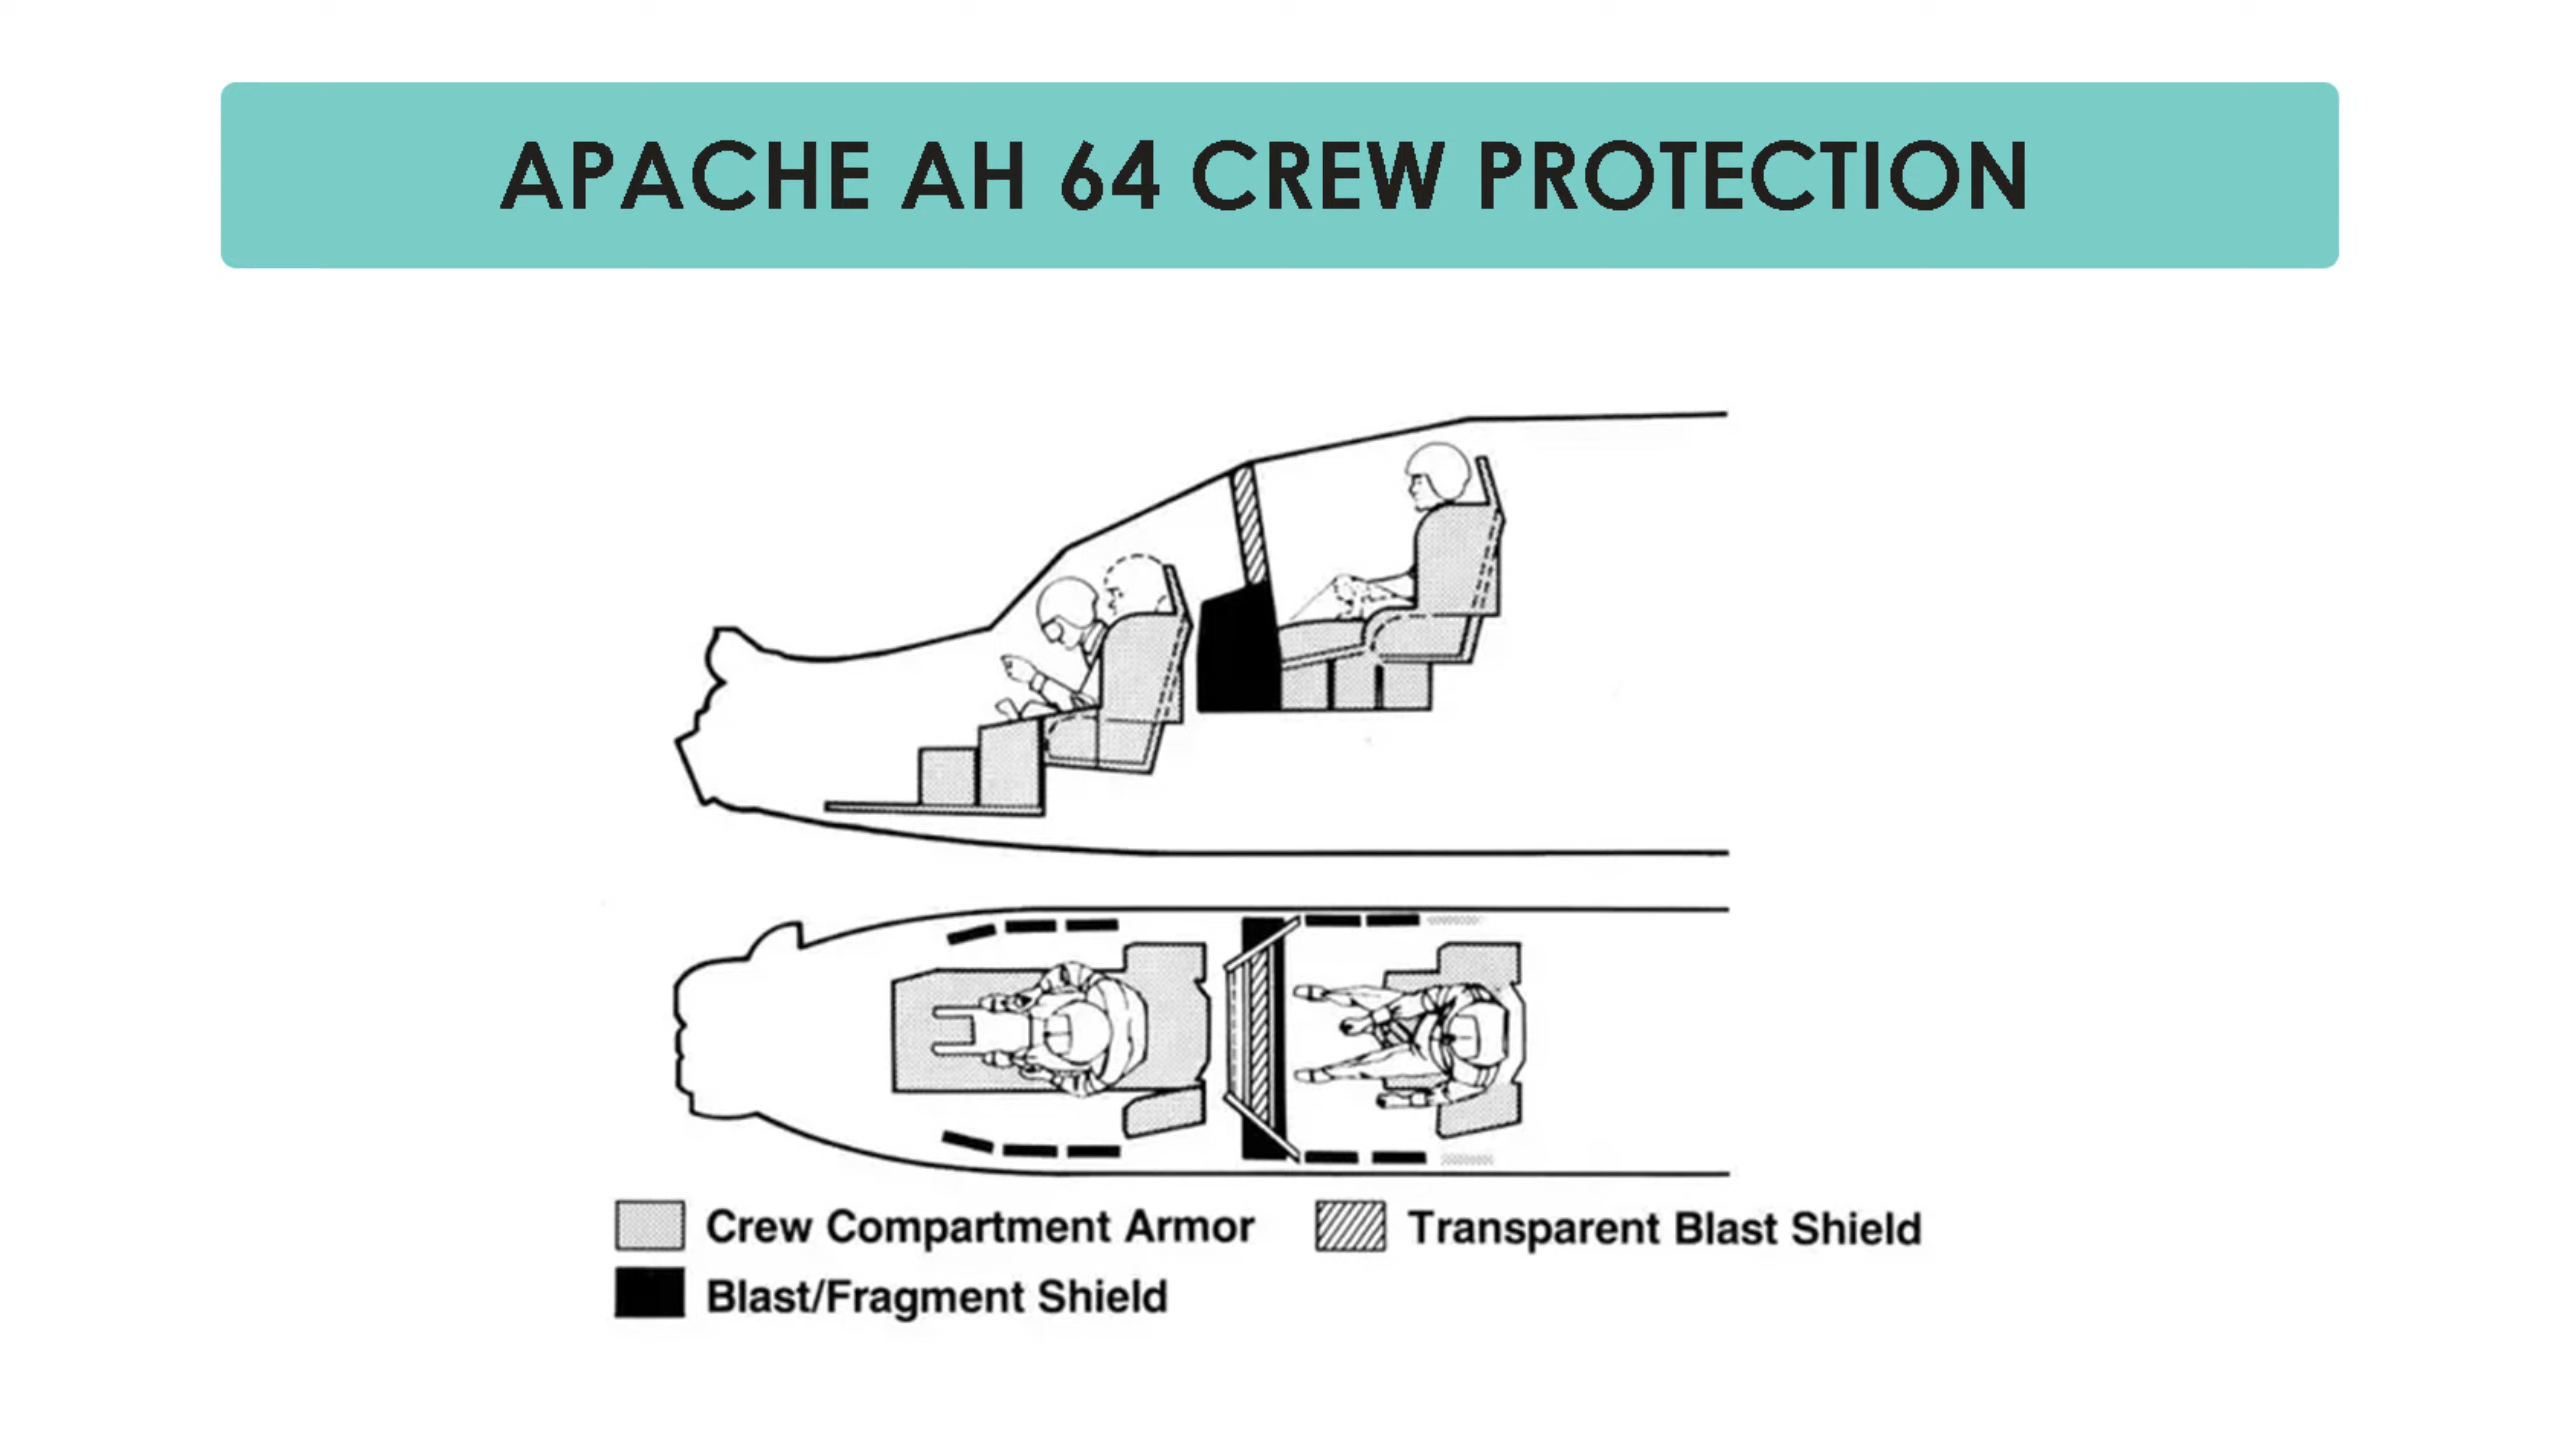 APACHE AH 64 CREW PROTECTION
Crew Compartment Armor
Transparent Blast Shield
Blast/Fragment Shield